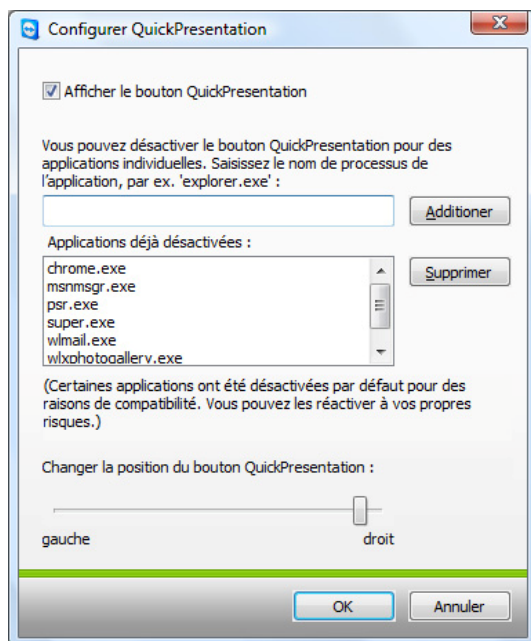 Configurer QuickPresentation
Afficher le bouton QuickPresentation
Vous pouvez désactiver le bouton QuickPresentation pour des
applications individuelles. Saisissez le nom de processus de
l'application, par ex. 'explorer.exe' :
Additioner
Applications déjà désactivées :
chrome.exe
msnmsgr.exe
psr.exe
super.exe
wlmail.exe
wlxphotogallery.exe
Supprimer
(Certaines applications ont été désactivées par défaut pour des
raisons de compatibilité. Vous pouvez les réactiver à vos propres
risques.)
Changer la position du bouton QuickPresentation :
gauche
droit
OK
Annuler